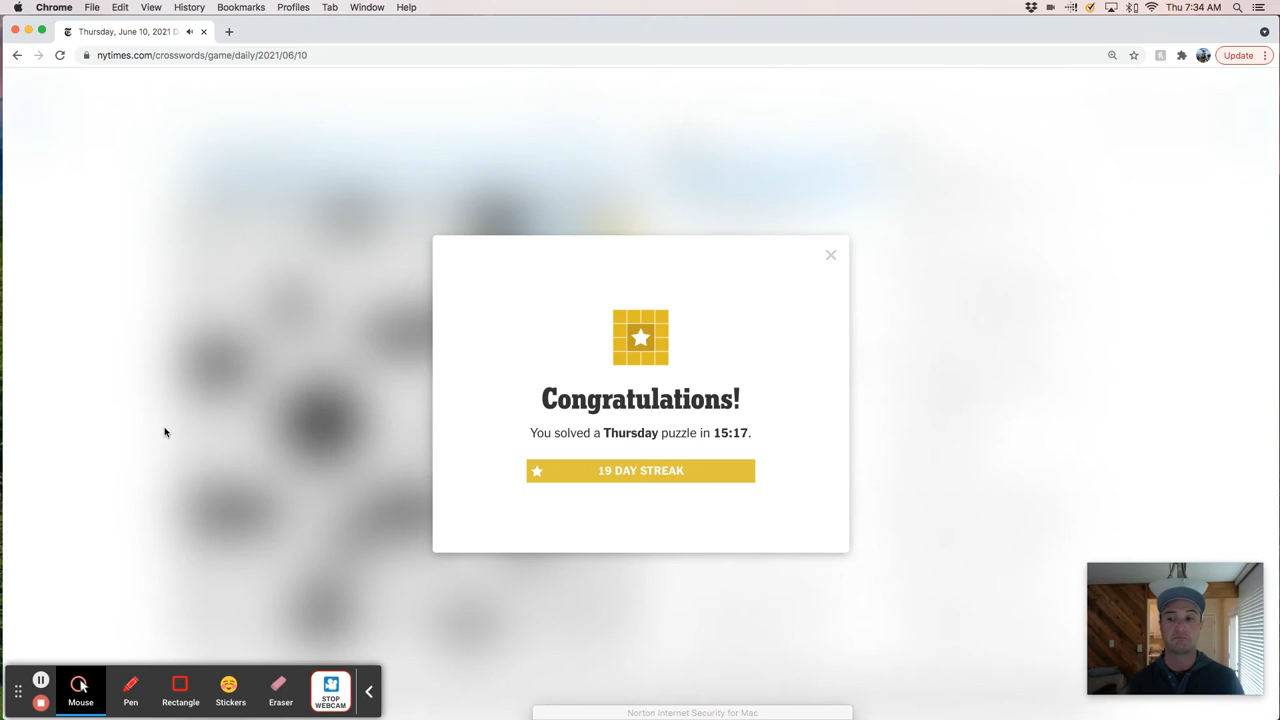 Chrome File Edit View History Bookmarks Profiles Tab Window Help Thu 7:34 AM
Thursday, June 10, 2021 D
nytimes.com/crosswords/game/daily/2021/06/10 Update
Congratulations!
You solved a Thursday puzzle in 15:17.
19 DAY STREAK
Mouse Pen Rectangle Stickers Eraser STOP
WEBCAM
Norton Internet Security for Mac